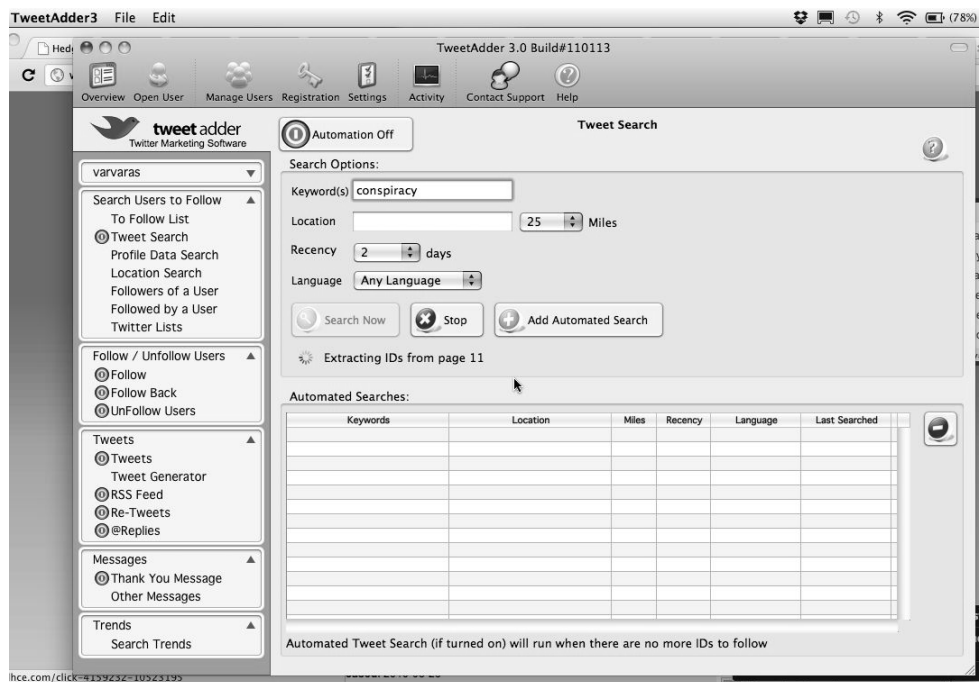 TweetAdder3 File Edit
(78%)
Hed
TweetAdder 3.0 Build#110113
Overview Open User Manage Users Registration Settings Activity Contact Support Help
tweet adder
Twitter Marketing Software
Automation Off
Tweet Search
varvaras
Search Users to Follow
To Follow List
Tweet Search
Profile Data Search
Location Search
Followers of a User
Followed by a User
Twitter Lists
Follow / Unfollow Users
Follow
Follow Back
UnFollow Users
Tweets
Tweets
Tweet Generator
RSS Feed
Re-Tweets
@Replies
Messages
Thank You Message
Other Messages
Trends
Search Trends
Search Options:
Keyword(s) conspiracy
Location 25 Miles
Recency 2 days
Language Any Language
Search Now Stop Add Automated Search
Extracting IDs from page 11
Automated Searches:
Keywords Location Miles Recency Language Last Searched
Automated Tweet Search (if turned on) will run when there are no more IDs to follow
hce.com/click-4159232-10523195